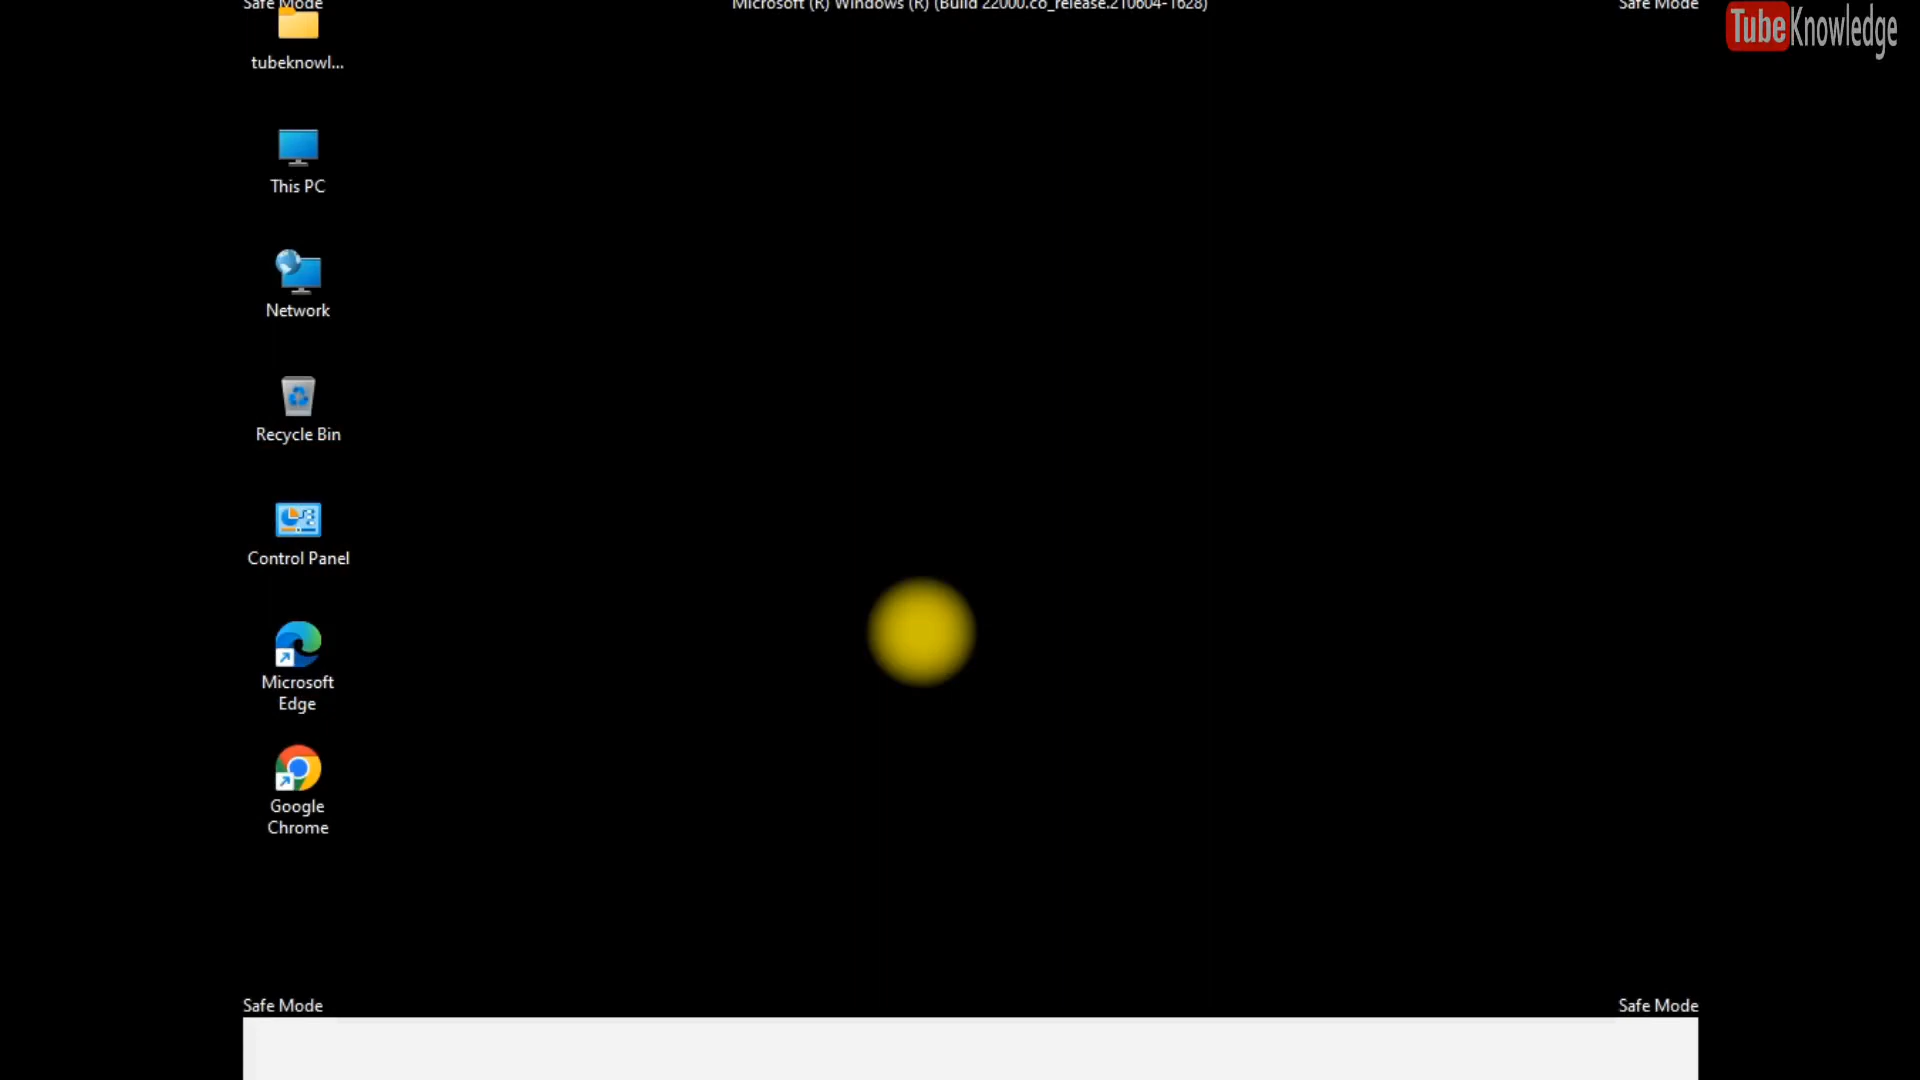 Safe Mode
Microsoft (R) Windows (R) (Build 22000.co_release.210604-1628)
Safe Mode
TubeKnowledge
tubeknowl...
This PC
Network
Recycle Bin
Control Panel
Microsoft
Edge
Google
Chrome
Safe Mode
Safe Mode